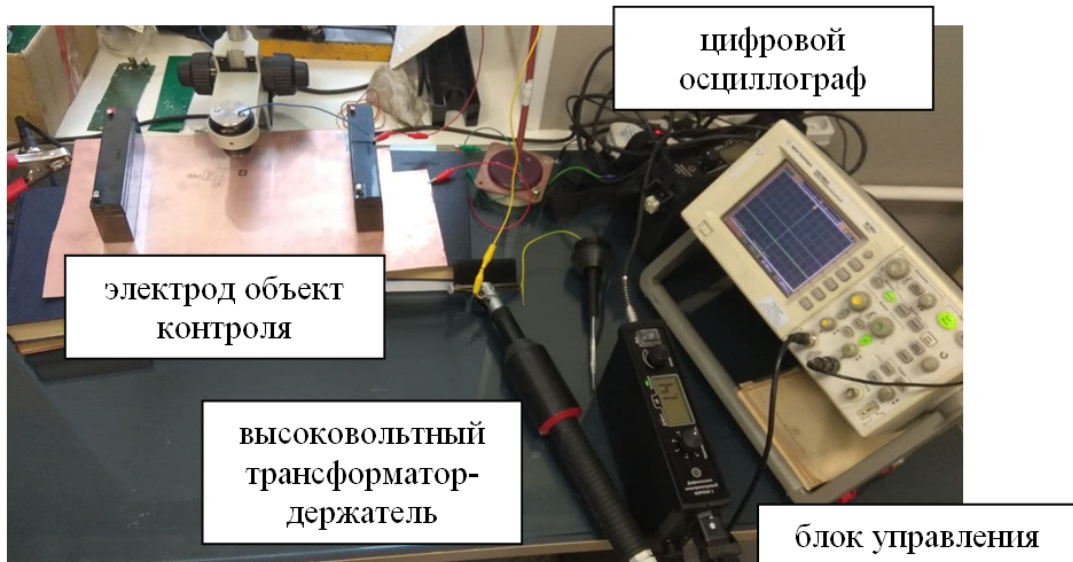 цифровой
осциллограф
электрод объект
контроля
высоковольтный
трансформатор-
держатель
блок управления